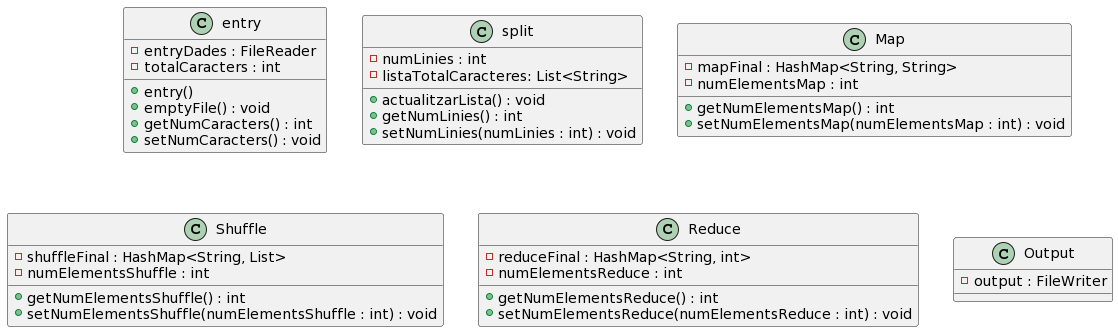 C entry
entryDades : FileReader
totalCaracters : int
entry()
emptyFile() : void
getNumCaracters() : int
setNumCaracters() : void
C split
numLinies : int
listaTotalCaracteres: List<String>
actualitzarLista() : void
getNumLinies() : int
setNumLinies(numLinies : int) : void
C Map
mapFinal : HashMap<String, String>
numElementsMap : int
getNumElementsMap() : int
setNumElementsMap(numElementsMap : int) : void
C Shuffle
shuffleFinal : HashMap<String, List>
numElementsShuffle : int
getNumElementsShuffle() : int
setNumElementsShuffle(numElementsShuffle : int) : void
C Reduce
reduceFinal : HashMap<String, int>
numElementsReduce : int
getNumElementsReduce() : int
setNumElementsReduce(numElementsReduce : int) : void
C Output
output : FileWriter